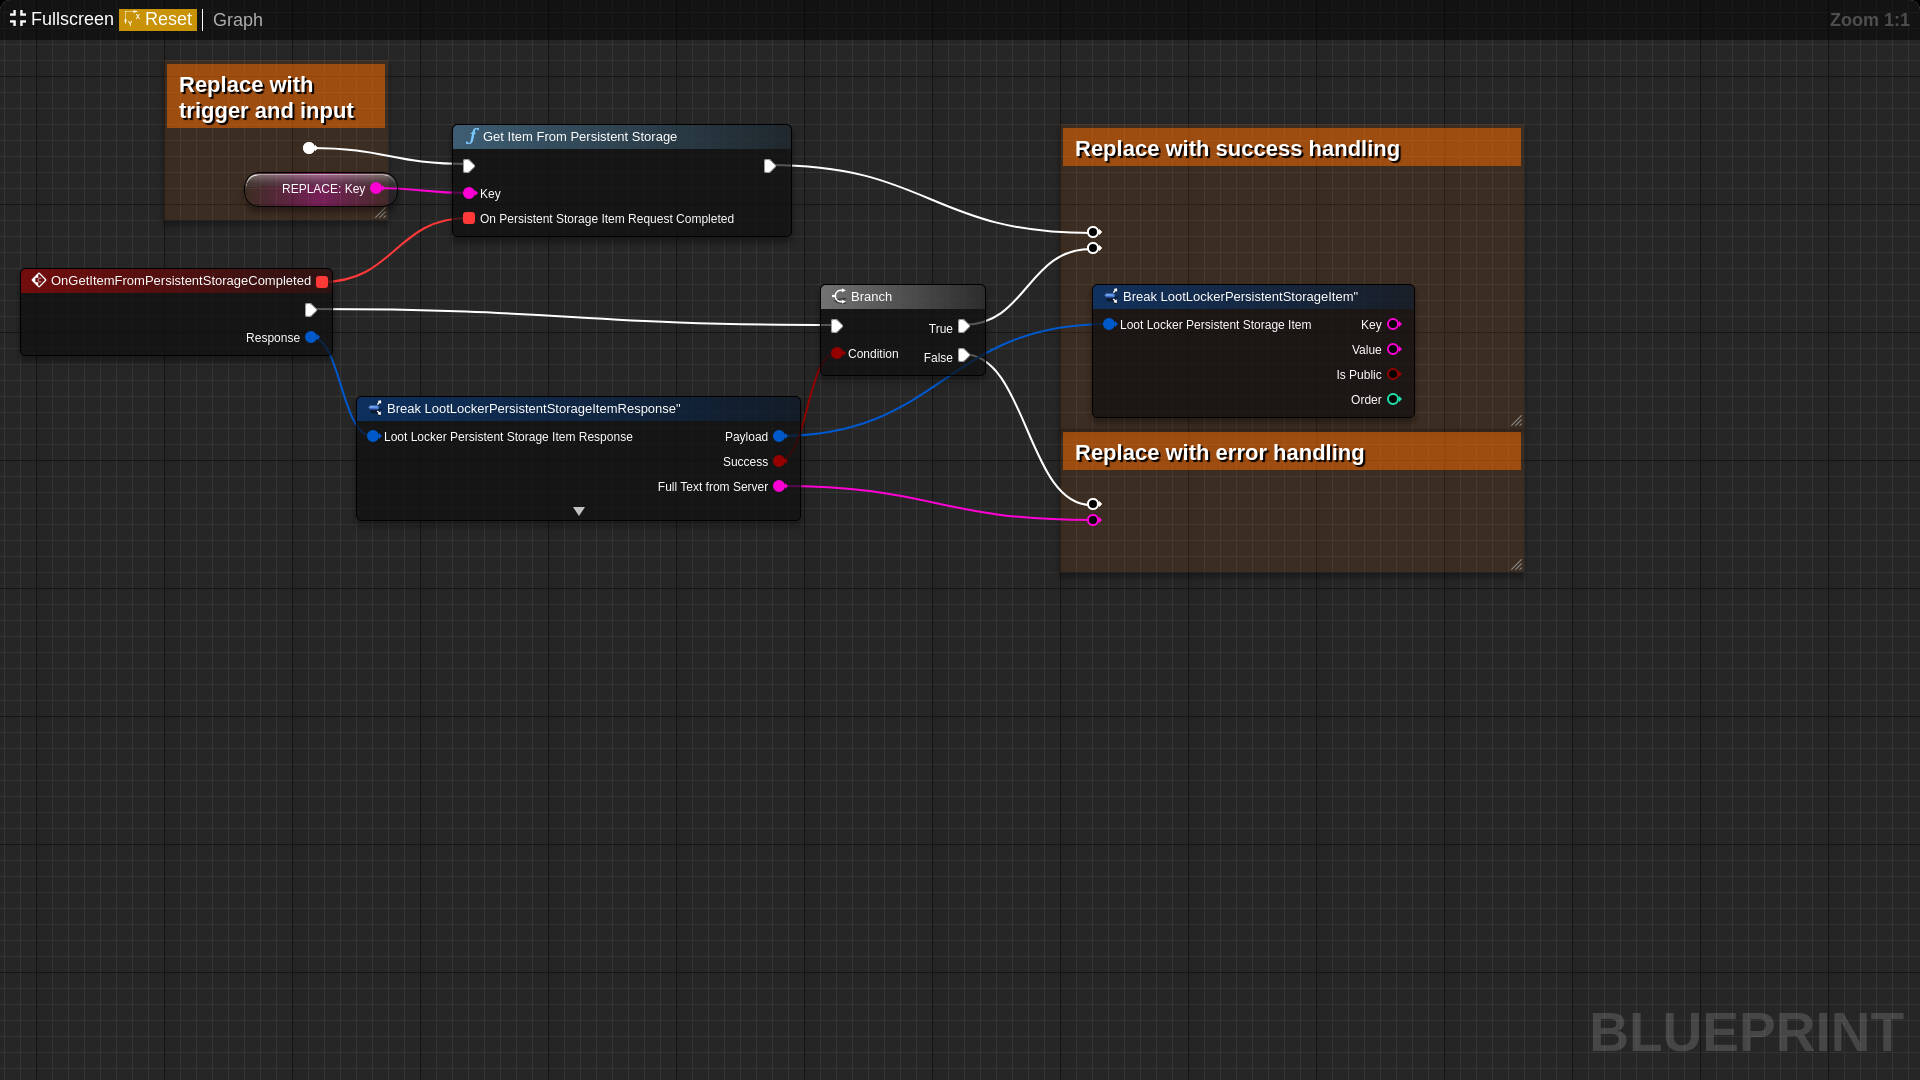 Fullscreen Reset Graph
Zoom 1:1
Replace with
trigger and input
REPLACE: Key
Get Item From Persistent Storage
Key
On Persistent Storage Item Request Completed
OnGetItemFromPersistentStorageCompleted
Response
Branch
True
Condition
False
Break LootLockerPersistentStorageItemResponse"
Loot Locker Persistent Storage Item Response
Payload
Success
Full Text from Server
Replace with success handling
Break LootLockerPersistentStorageItem"
Loot Locker Persistent Storage Item
Key
Value
Is Public
Order
Replace with error handling
BLUEPRINT